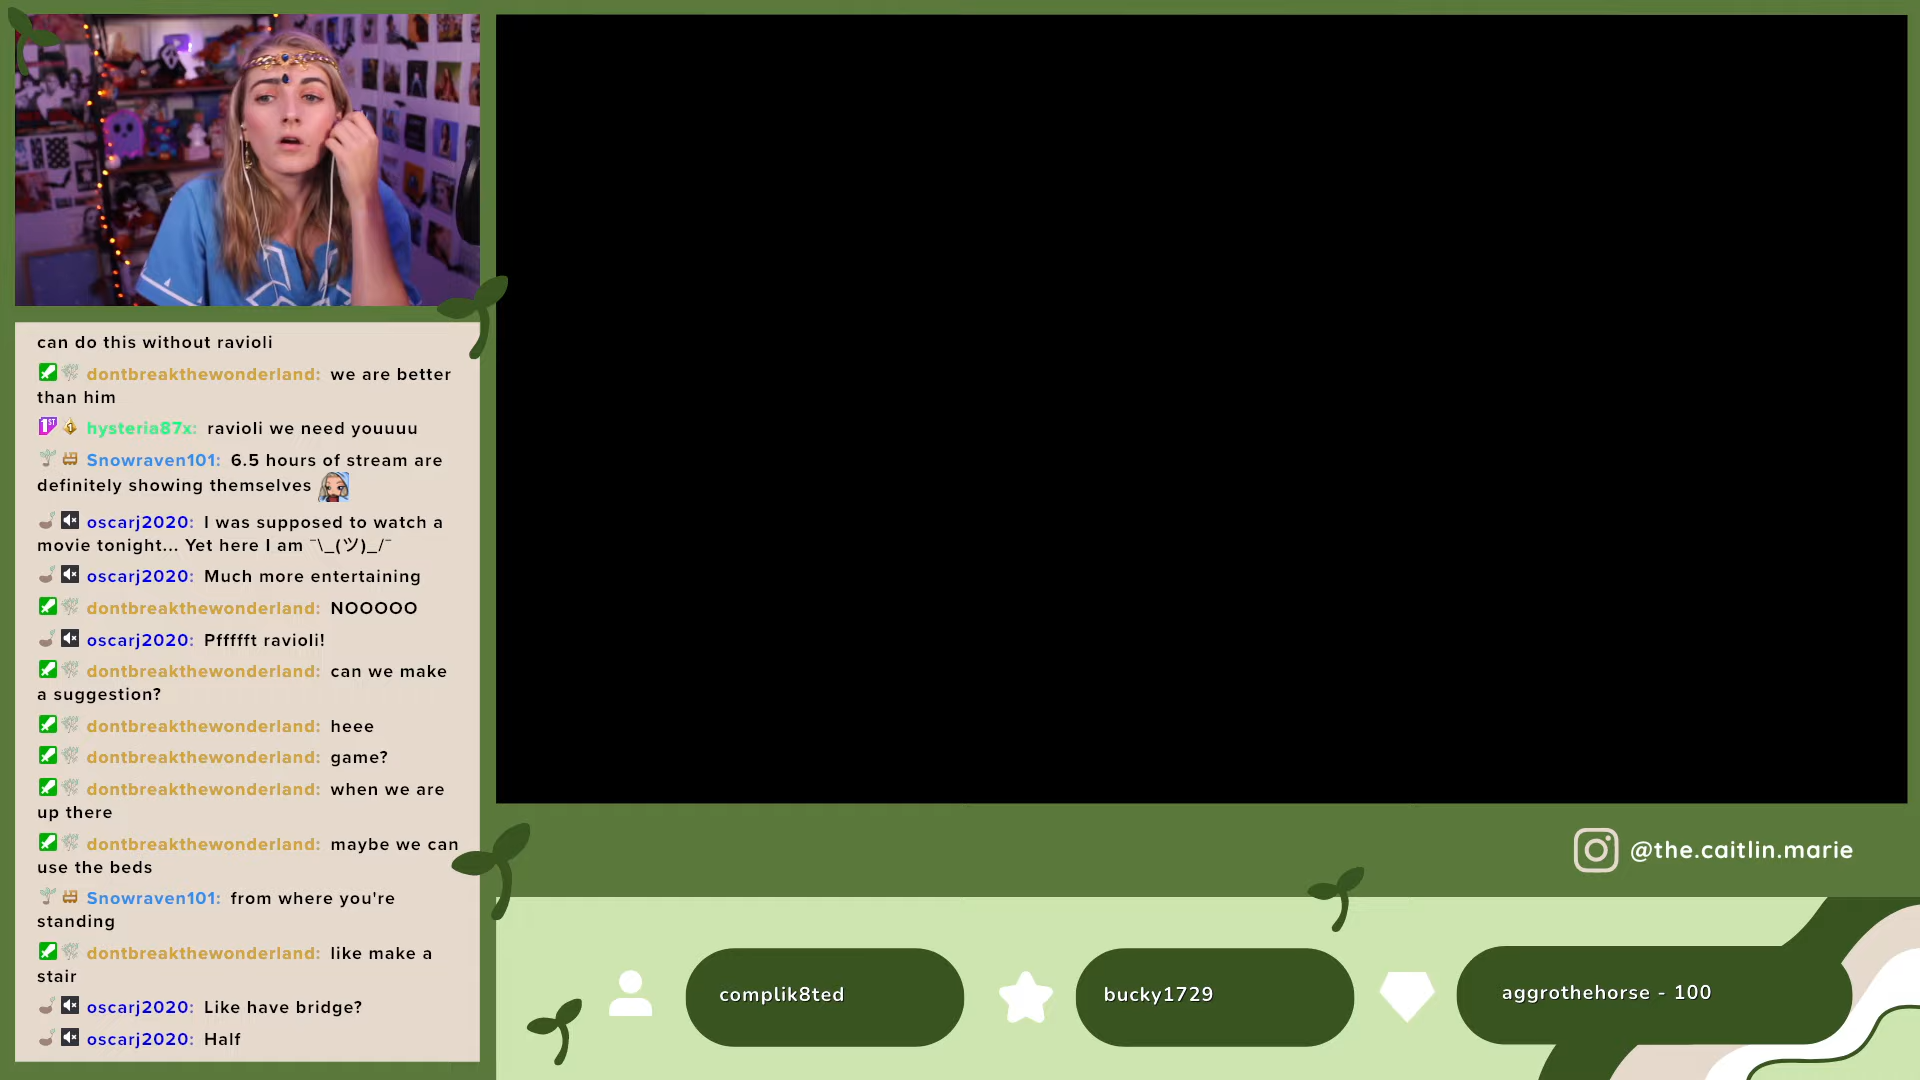 can do this without ravioli
dontbreakthewonderland: we are better
than him
hysteria87x: ravioli we need youuuu
Snowraven101: 6.5 hours of stream are
definitely showing themselves
oscarj2020: I was supposed to watch a
movie tonight... Yet here I am ¯\_(ツ)_/¯
oscarj2020: Much more entertaining
dontbreakthewonderland: NOOOOO
oscarj2020: Pffffft ravioli!
dontbreakthewonderland: can we make
a suggestion?
dontbreakthewonderland: heee
dontbreakthewonderland: game?
dontbreakthewonderland: when we are
up there
dontbreakthewonderland: maybe we can
use the beds
Snowraven101: from where you're
standing
dontbreakthewonderland: like make a
stair
oscarj2020: Like have bridge?
oscarj2020: Half
@the.caitlin.marie
complik8ted
bucky1729
aggrothehorse - 100